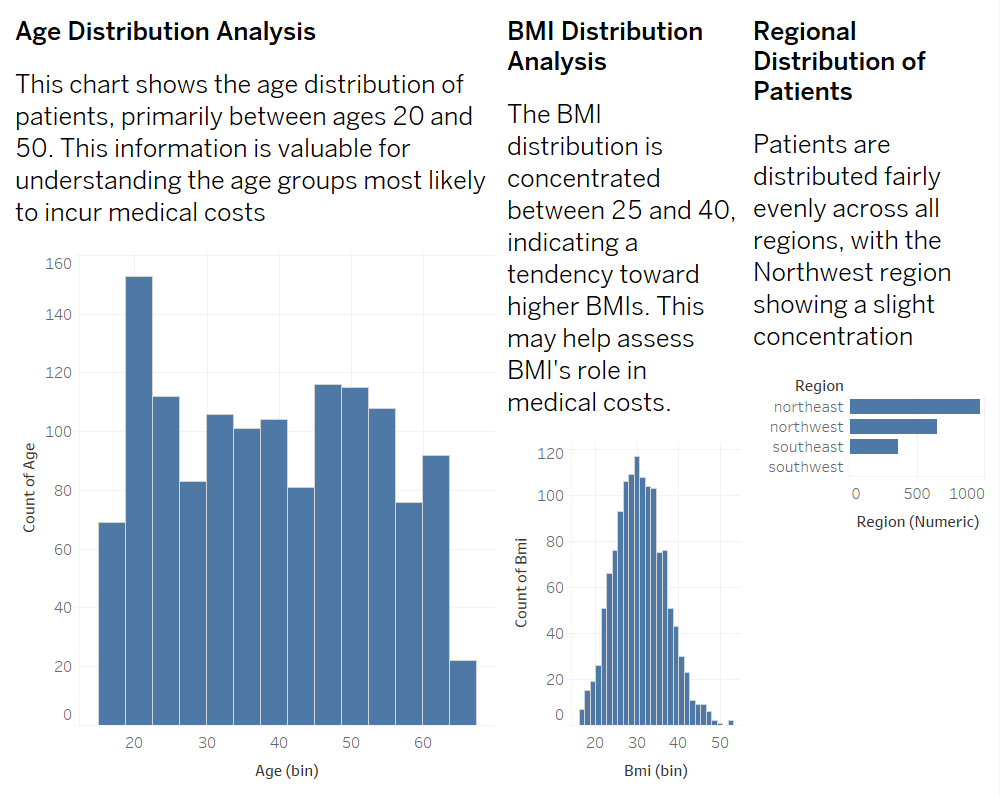 Age Distribution Analysis
This chart shows the age distribution of
patients, primarily between ages 20 and
50. This information is valuable for
understanding the age groups most likely
to incur medical costs
160
140
120
100
80
60
40
20
0
Count of Age
20 30 40 50 60
Age (bin)
BMI Distribution
Analysis
The BMI
distribution is
concentrated
between 25 and 40,
indicating a
tendency toward
higher BMIs. This
may help assess
BMI's role in
medical costs.
120
100
80
60
40
20
0
Count of Bmi
20 30 40 50
Bmi (bin)
Regional
Distribution of
Patients
Patients are
distributed fairly
evenly across all
regions, with the
Northwest region
showing a slight
concentration
Region
northeast
northwest
southeast
southwest
0 500 1000
Region (Numeric)